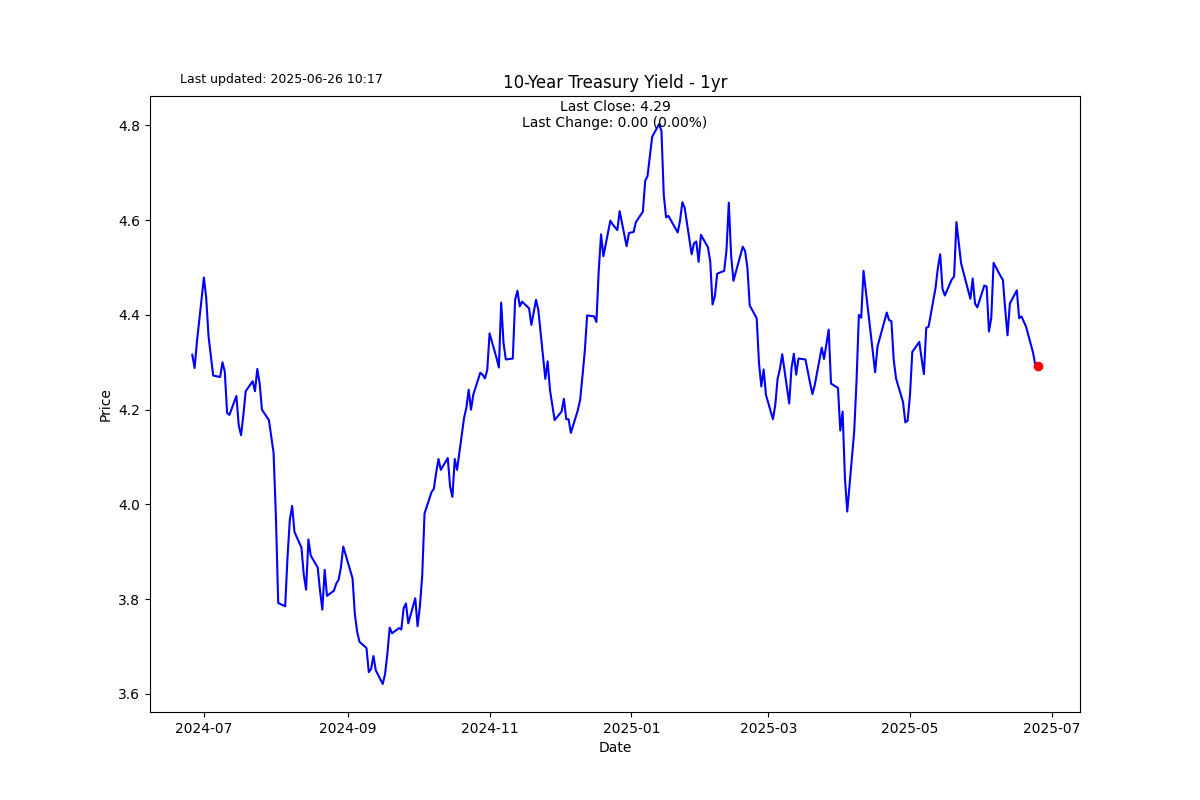 Last updated: 2025-06-26 10:17
10-Year Treasury Yield - 1yr
Last Close: 4.29
Last Change: 0.00 (0.00%)
4.8
4.6
4.4
4.2
4.0
3.8
3.6
Price
2024-07
2024-09
2024-11
2025-01
2025-03
2025-05
2025-07
Date